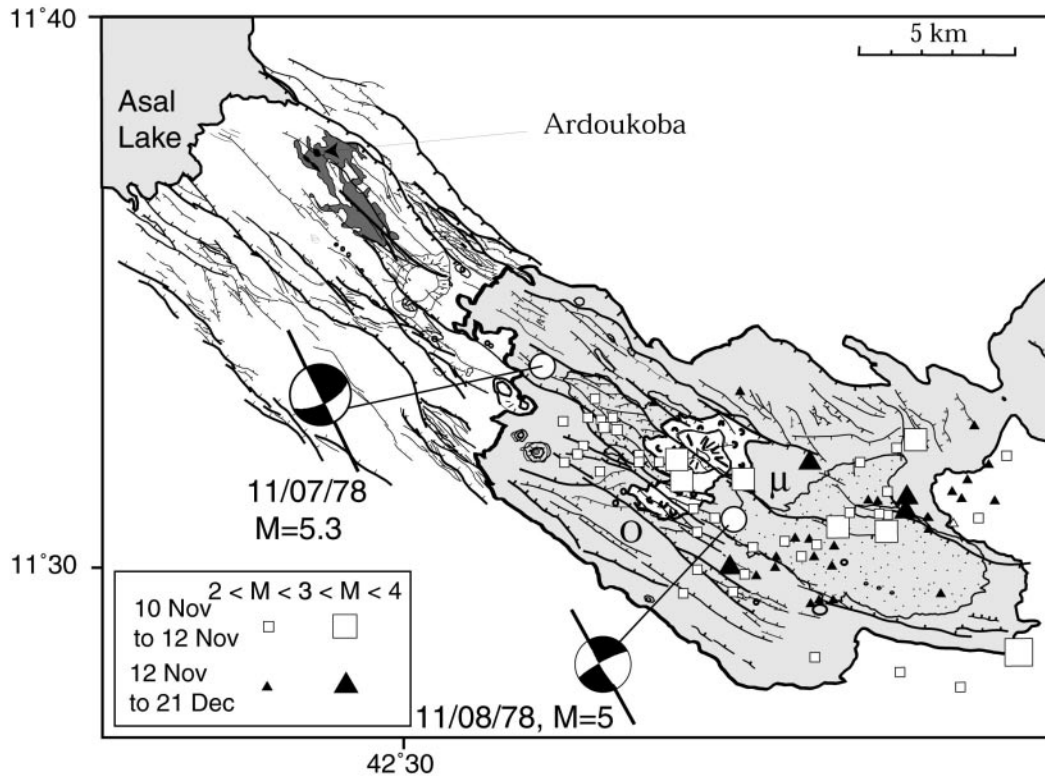 11°40
5 km
Asal
Lake
Ardoukoba
11/07/78
M=5.3
μ
O
11°30
2 < M < 3 < M < 4
10 Nov
to 12 Nov
12 Nov
to 21 Dec
11/08/78, M=5
42°30